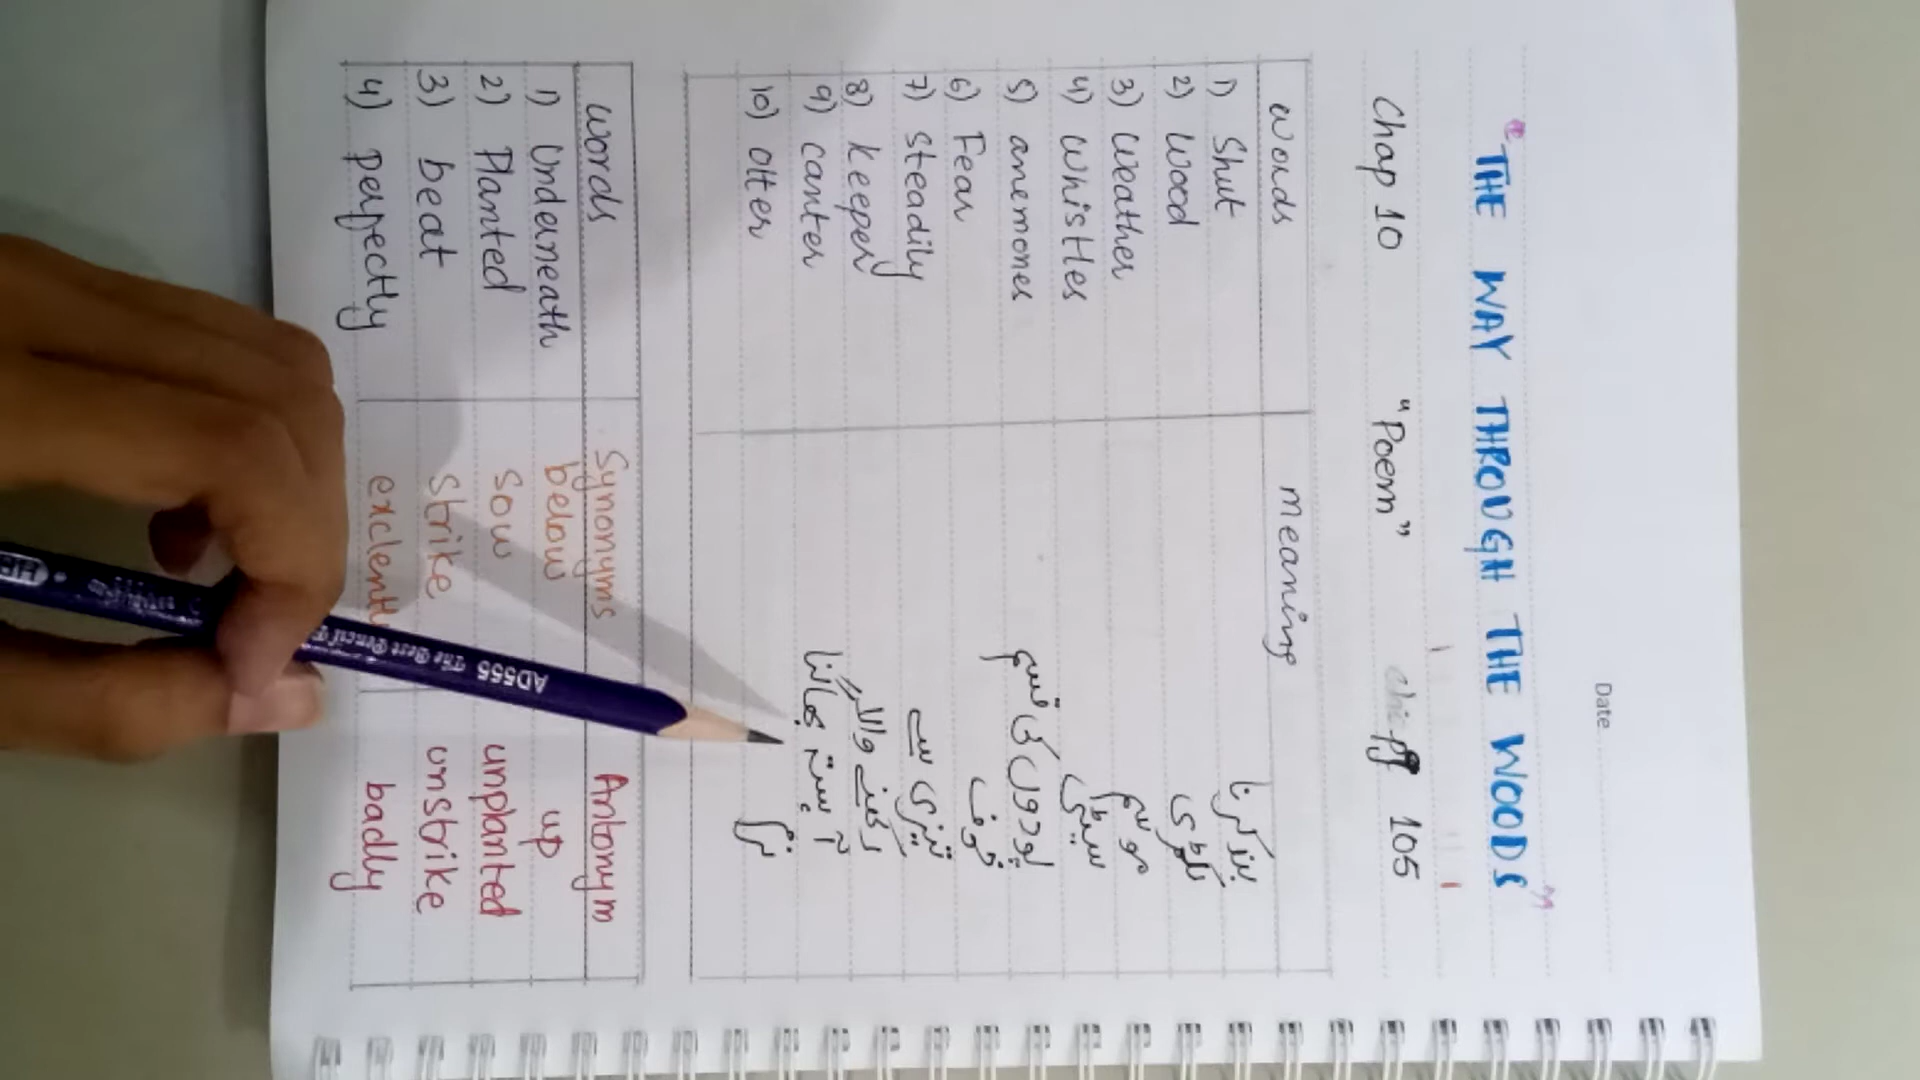 Date
"THE WAY THROUGH THE WOODS"
Chap 10 "Poem" 105
words meaning
1) Shut بند کرنا
2) Wood لکڑی
3) Weather موسم
4) Whistles سیٹی
5) anemones پودوں کی قسم
6) Fear خوف
7) steadily تیزی سے
8) keeper رکھنے والا
9) canter آہستہ بھاگنا
10) Otter
words Synonyms Antonym
1) Underneath below up
2) Planted sow unplanted
3) beat strike unstrike
4) perfectly badly
AD555 The Best Pencil
HB